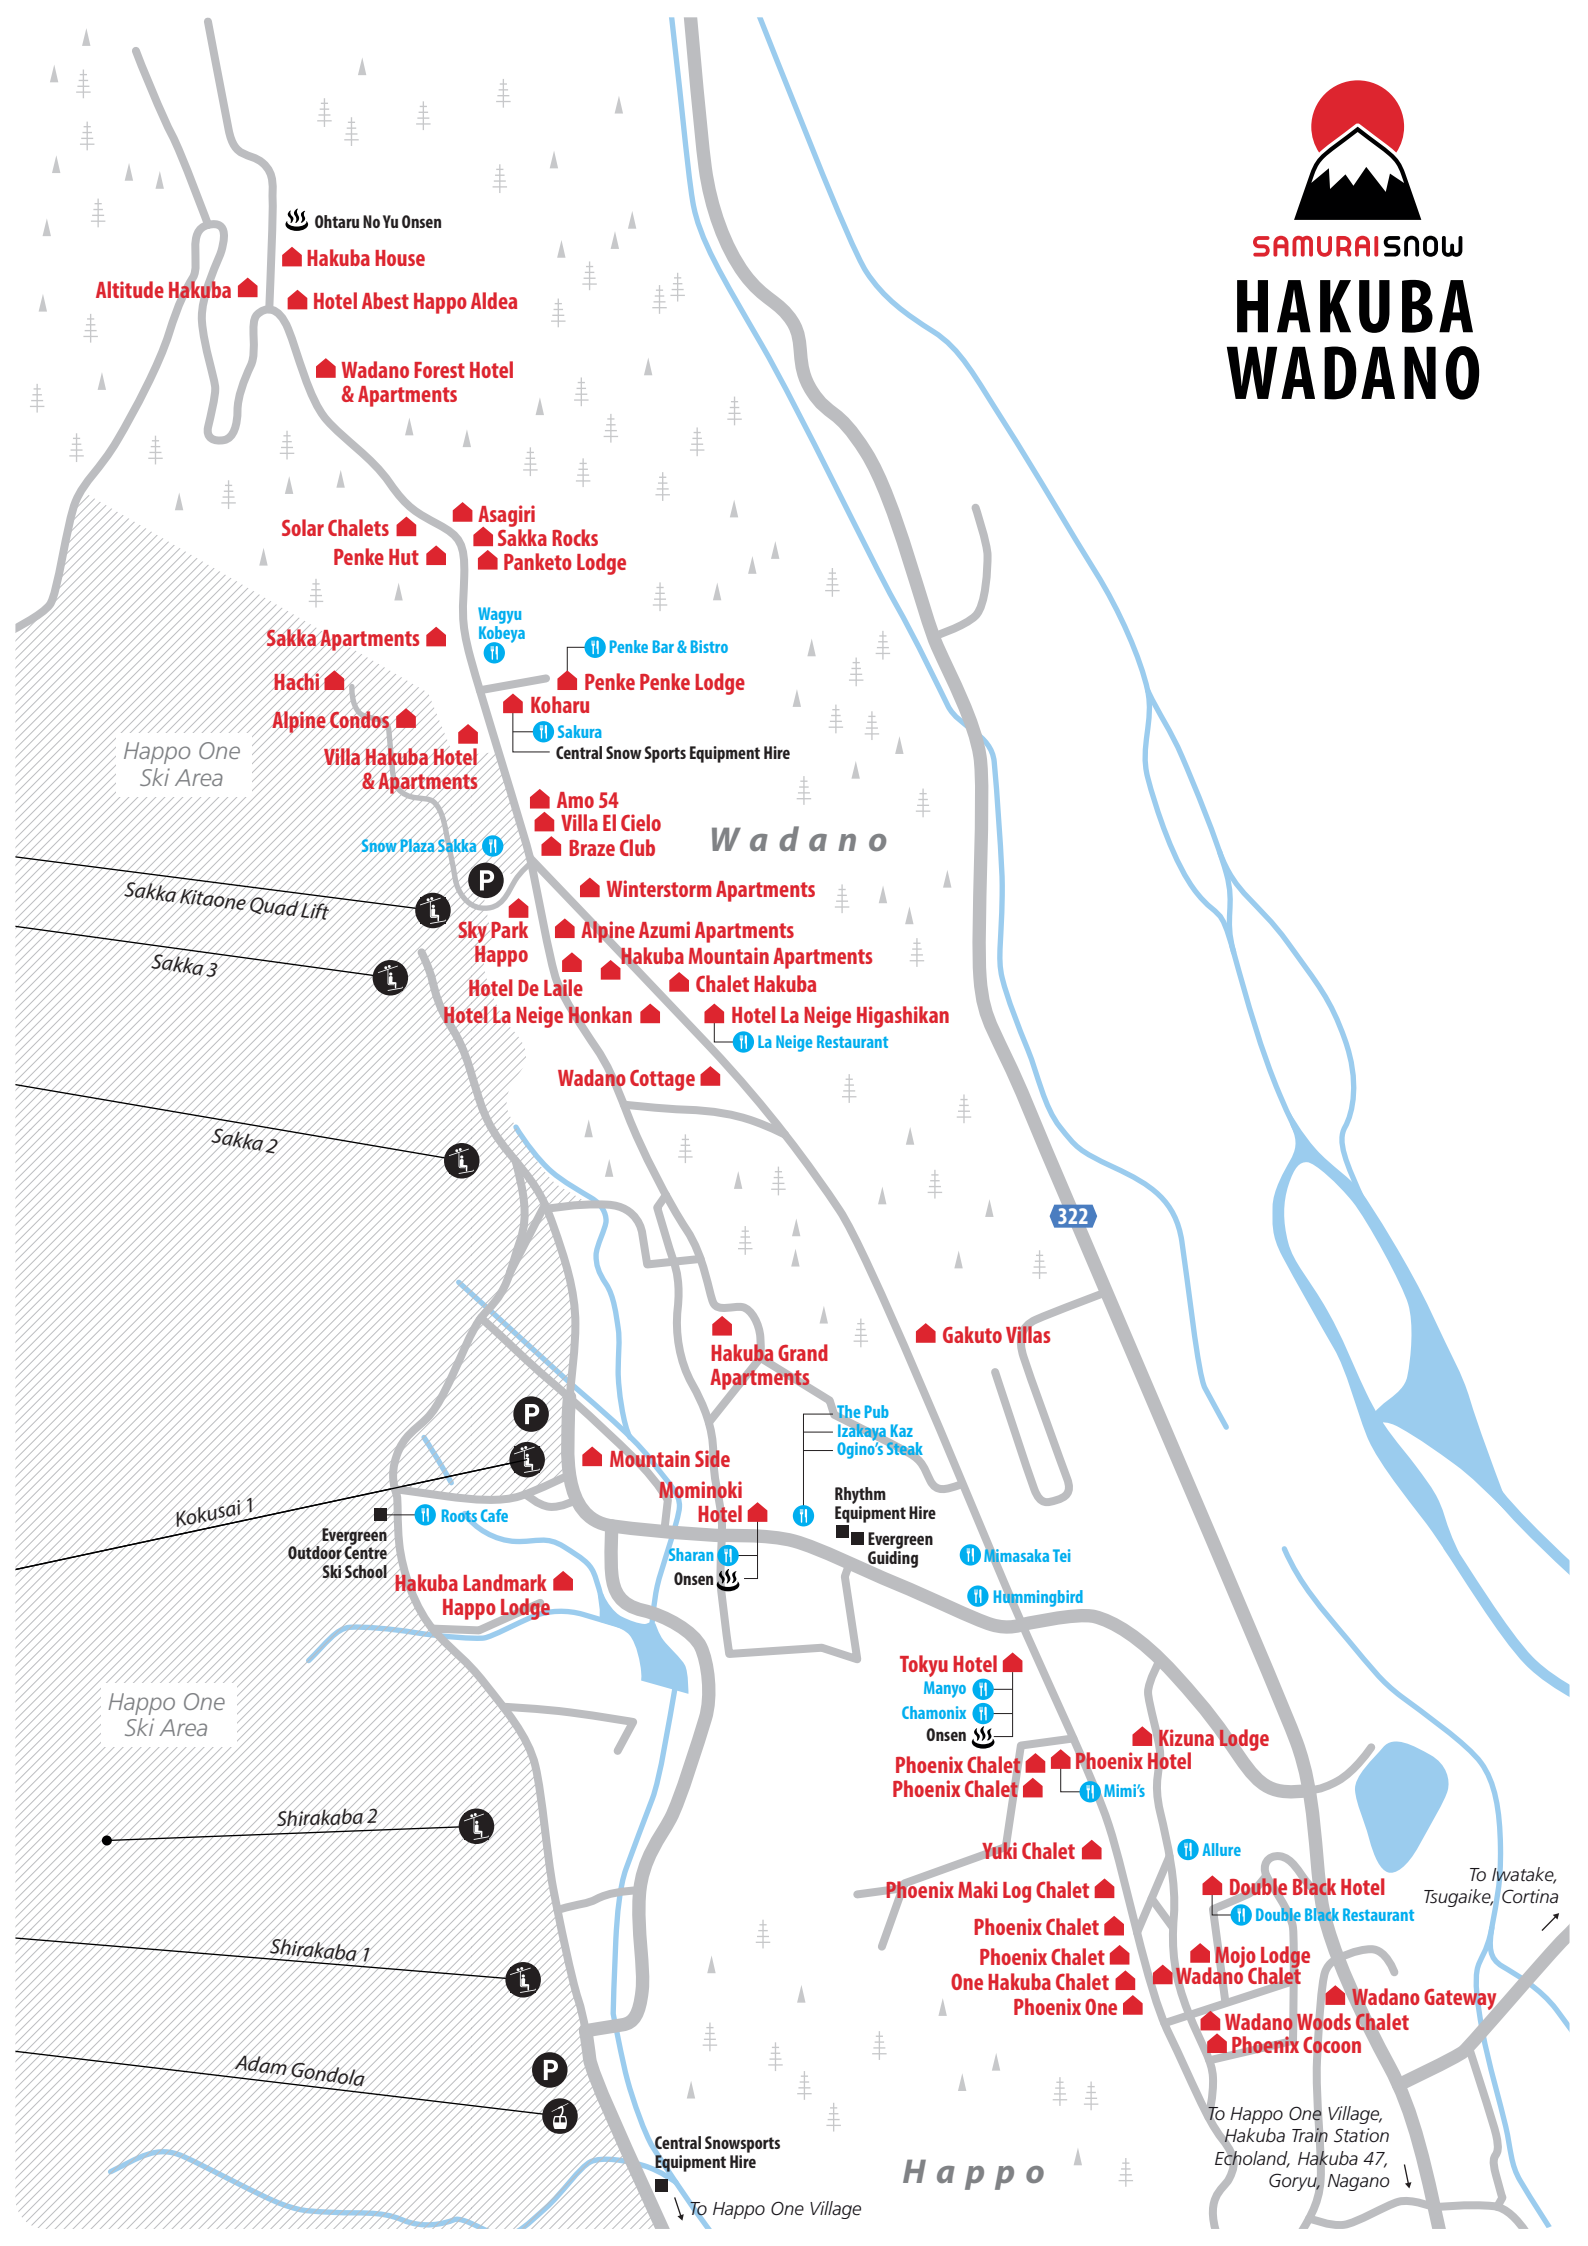 SAMURAISNOW
HAKUBA
WADANO
Ohtaru No Yu Onsen
Hakuba House
Altitude Hakuba
Hotel Abest Happo Aldea
Wadano Forest Hotel
& Apartments
Asagiri
Solar Chalets
Sakka Rocks
Penke Hut
Panketo Lodge
Wagyu
Kobeya
Sakka Apartments
Penke Bar & Bistro
Hachi
Penke Penke Lodge
Koharu
Alpine Condos
Sakura
Central Snow Sports Equipment Hire
Villa Hakuba Hotel
& Apartments
Happo One
Ski Area
Amo 54
Villa El Cielo
Braze Club
Wadano
Snow Plaza Sakka
P
Winterstorm Apartments
Sakka Kitaone Quad Lift
Sky Park
Happo
Alpine Azumi Apartments
Hakuba Mountain Apartments
Sakka 3
Hotel De Laile
Chalet Hakuba
Hotel La Neige Honkan
Hotel La Neige Higashikan
La Neige Restaurant
Wadano Cottage
Sakka 2
322
Gakuto Villas
Hakuba Grand
Apartments
P
The Pub
Izakaya Kaz
Ogino's Steak
Mountain Side
Mominoki
Hotel
Rhythm
Equipment Hire
Kokusai 1
Roots Cafe
Evergreen
Outdoor Centre
Ski School
Evergreen
Guiding
Sharan
Onsen
Mimasaka Tei
Hakuba Landmark
Happo Lodge
Hummingbird
Tokyu Hotel
Manyo
Chamonix
Onsen
Happo One
Ski Area
Kizuna Lodge
Phoenix Chalet
Phoenix Hotel
Phoenix Chalet
Mimi's
Shirakaba 2
Yuki Chalet
Allure
Phoenix Maki Log Chalet
Double Black Hotel
Double Black Restaurant
To Iwatake,
Tsugaike, Cortina
Phoenix Chalet
Phoenix Chalet
Mojo Lodge
One Hakuba Chalet
Wadano Chalet
Phoenix One
Wadano Gateway
Wadano Woods Chalet
Phoenix Cocoon
Shirakaba 1
Adam Gondola
P
To Happo One Village,
Hakuba Train Station
Echoland, Hakuba 47,
Goryu, Nagano
Central Snowsports
Equipment Hire
Happo
To Happo One Village